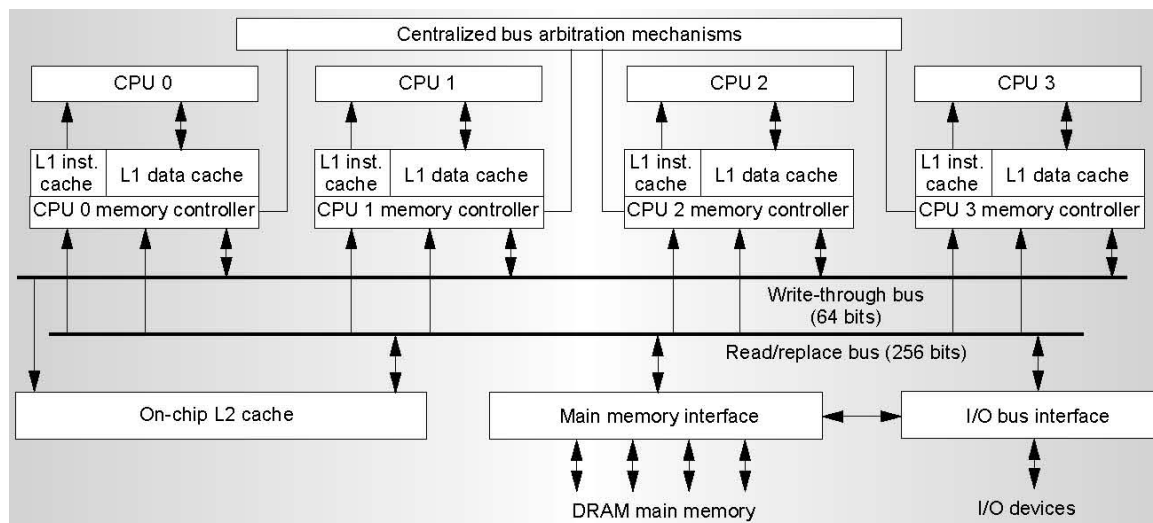 Centralized bus arbitration mechanisms
CPU 0
CPU 1
CPU 2
CPU 3
L1 inst.
cache
L1 data cache
CPU 0 memory controller
L1 inst.
cache
L1 data cache
CPU 1 memory controller
L1 inst.
cache
L1 data cache
CPU 2 memory controller
L1 inst.
cache
L1 data cache
CPU 3 memory controller
Write-through bus
(64 bits)
Read/replace bus (256 bits)
On-chip L2 cache
Main memory interface
I/O bus interface
DRAM main memory
I/O devices